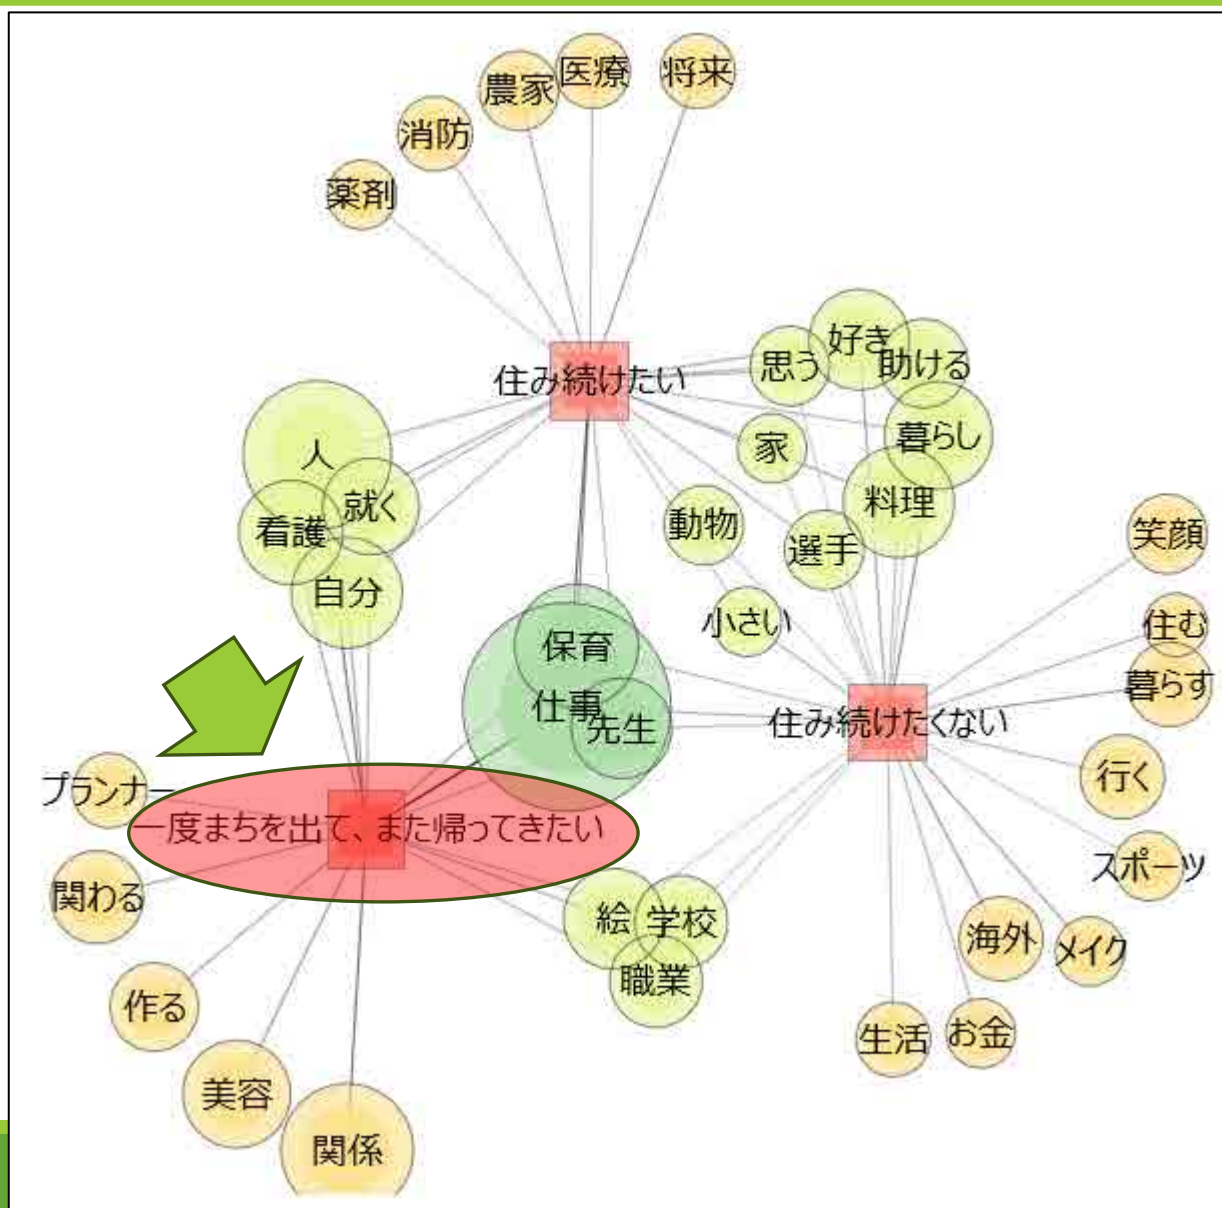 将来
医療
農家
消防
薬剤
住み続けたい
好き
思う
助ける
暮らし
家
料理
人
就く
看護
自分
動物
選手
小さい
笑顔
住む
暮らす
保育
仕事
先生
住み続けたくない
行く
プランナー
一度まちを出て、また帰ってきたい
関わる
スポーツ
絵
学校
職業
海外
メイク
作る
生活
お金
美容
関係